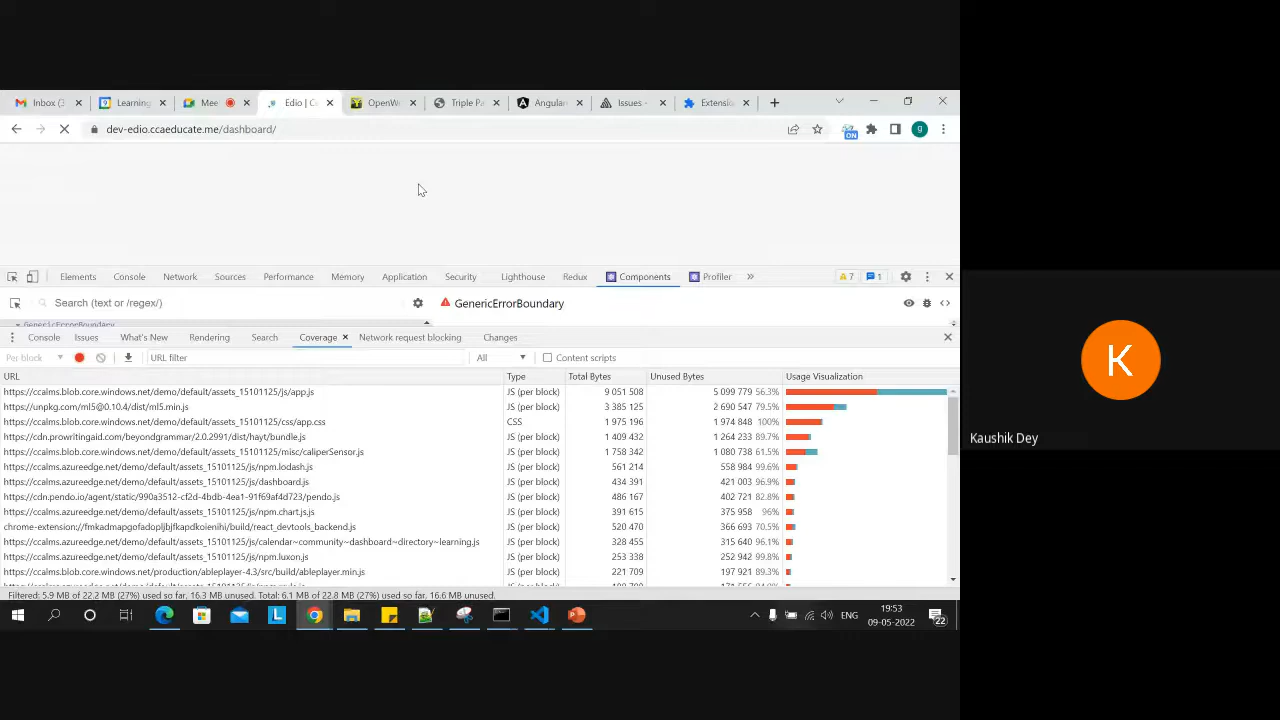 Inbox (3
Learning
Mee
Edio | C
OpenW
Triple P
Angular
Issues -
Extensi
dev-edio.ccaeducate.me/dashboard/
ON
g
Elements Console Network Sources Performance Memory Application Security Lighthouse Redux Components Profiler » 7 1
Search (text or /regex/)
GenericErrorBoundary
GenericErrorBoundary
Console Issues What's New Rendering Search Coverage Network request blocking Changes
Per block URL filter All Content scripts
URL Type Total Bytes Unused Bytes Usage Visualization
https://ccalms.blob.core.windows.net/demo/default/assets_15101125/js/app.js JS (per block) 9 051 508 5 099 779 56.3%
https://unpkg.com/ml5@0.10.4/dist/ml5.min.js JS (per block) 3 385 125 2 690 547 79.5%
https://ccalms.blob.core.windows.net/demo/default/assets_15101125/css/app.css CSS 1 975 196 1 974 848 100%
https://cdn.prowritingaid.com/beyondgrammar/2.0.2991/dist/hayt/bundle.js JS (per block) 1 409 432 1 264 233 89.7%
https://ccalms.blob.core.windows.net/demo/default/assets_15101125/misc/caliperSensor.js JS (per block) 1 758 342 1 080 738 61.5%
https://ccalms.azureedge.net/demo/default/assets_15101125/js/npm.lodash.js JS (per block) 561 214 558 984 99.6%
https://ccalms.azureedge.net/demo/default/assets_15101125/js/dashboard.js JS (per block) 434 391 421 003 96.9%
https://cdn.pendo.io/agent/static/990a3512-cf2d-4bdb-4ea1-91f69af4d723/pendo.js JS (per block) 486 167 402 721 82.8%
https://ccalms.azureedge.net/demo/default/assets_15101125/js/npm.chart.js.js JS (per block) 391 615 375 958 96%
chrome-extension://fmkadmapgofadopljbjfkapdkoienihi/build/react_devtools_backend.js JS (per block) 520 470 366 693 70.5%
https://ccalms.azureedge.net/demo/default/assets_15101125/js/calendar~community~dashboard~directory~learning.js JS (per block) 328 455 315 640 96.1%
https://ccalms.azureedge.net/demo/default/assets_15101125/js/npm.luxon.js JS (per block) 253 338 252 942 99.8%
https://ccalms.blob.core.windows.net/production/ableplayer-4.3/src/build/ableplayer.min.js JS (per block) 221 709 197 921 89.3%
Filtered: 5.9 MB of 22.2 MB (27%) used so far, 16.3 MB unused. Total: 6.1 MB of 22.8 MB (27%) used so far, 16.6 MB unused.
ENG
19:53
09-05-2022
22
K
Kaushik Dey